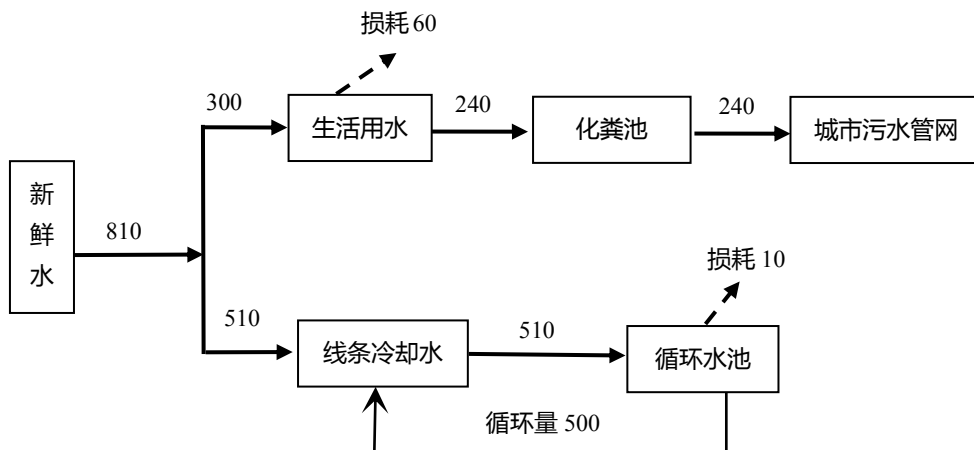 损耗 60
300
生活用水
240
化粪池
240
城市污水管网
新鲜水
810
损耗 10
510
线条冷却水
510
循环水池
循环量 500